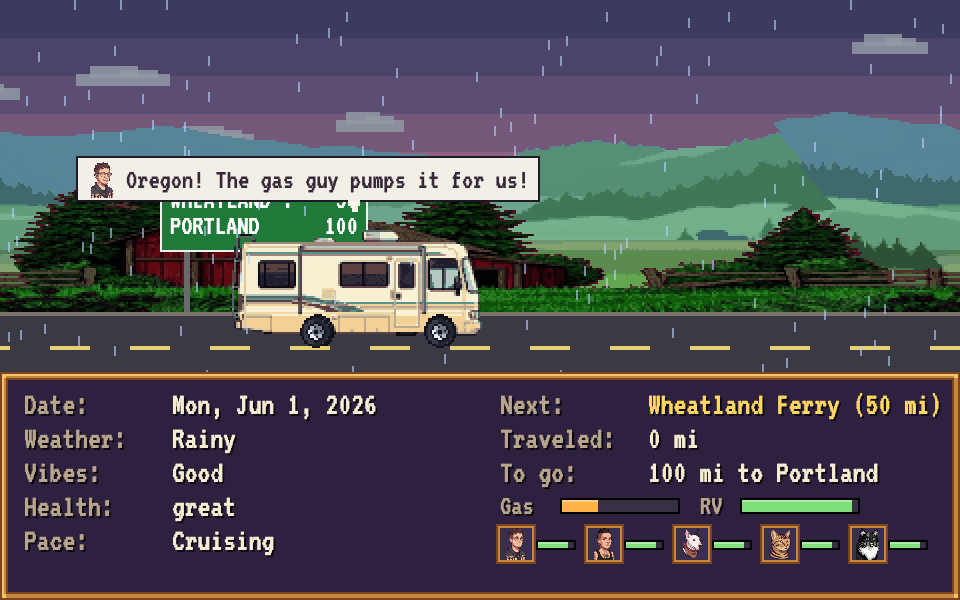 Oregon! The gas guy pumps it for us!
WHEATLAND
PORTLAND 100
Date: Mon, Jun 1, 2026
Weather: Rainy
Vibes: Good
Health: great
Pace: Cruising
Next: Wheatland Ferry (50 mi)
Traveled: 0 mi
To go: 100 mi to Portland
Gas RV